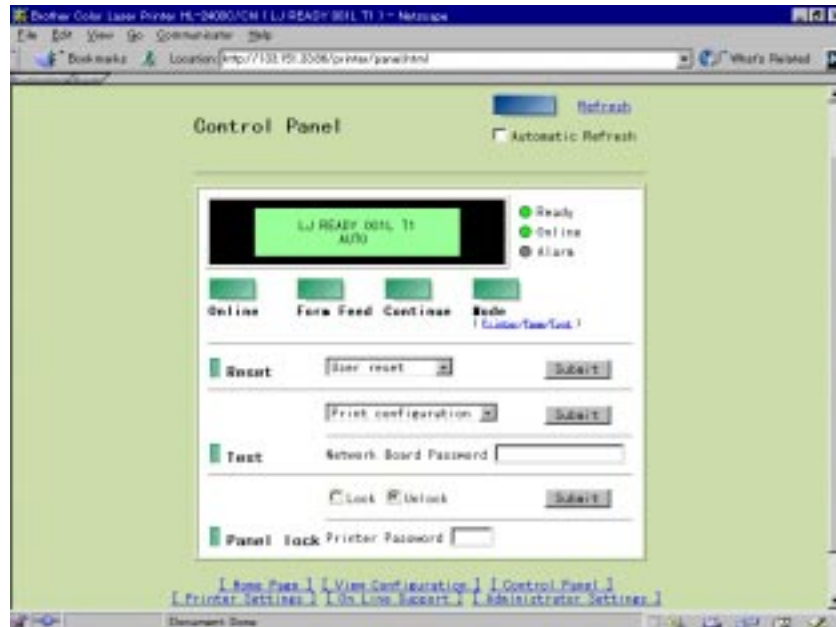 Brother Color Laser Printer HL-2400C/CN ( LJ READY 001L T1 ) - Netscape
File Edit View Go Communicator Help
Bookmarks Location: What's Related
Control Panel
Refresh
Automatic Refresh
LJ READY 001L T1
AUTO
Ready
Online
Alarm
Online Form Feed Continue Mode
Reset User reset Submit
Print configuration Submit
Test Network Board Password
Lock Unlock Submit
Panel lock Printer Password
[ Home Page ] [ View Configuration ] [ Control Panel ]
[ Printer Settings ] [ On Line Support ] [ Administrator Settings ]
Document: Done